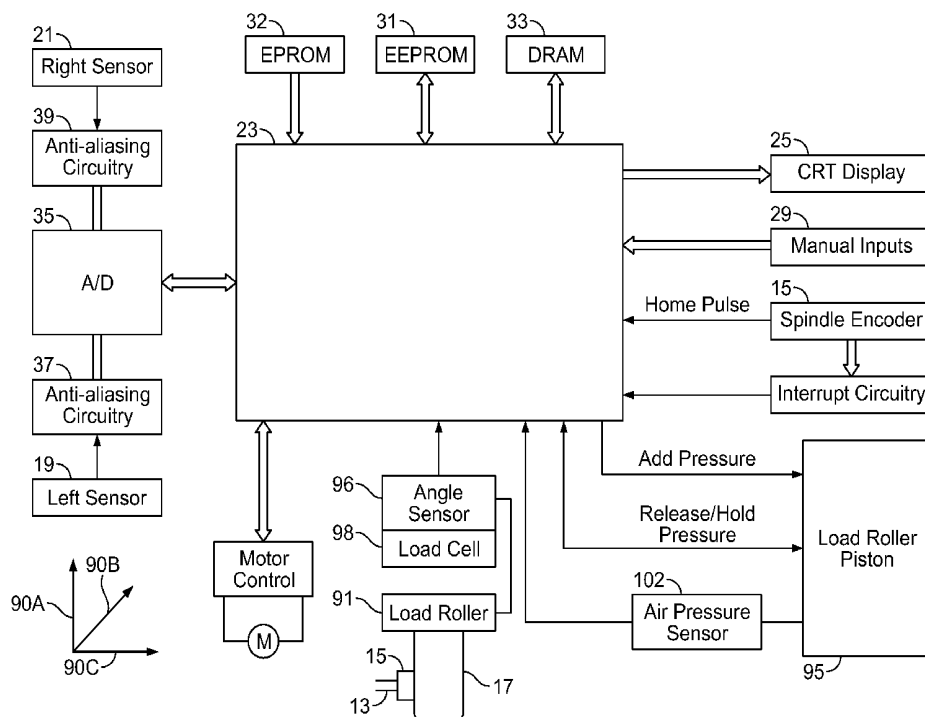 32
31
33
21
EPROM
EEPROM
DRAM
Right Sensor
39
23
Anti-aliasing
Circuitry
25
CRT Display
35
29
Manual Inputs
A/D
15
Home Pulse
Spindle Encoder
37
Anti-aliasing
Circuitry
Interrupt Circuitry
19
Left Sensor
Add Pressure
96
Angle
Sensor
98
Load Cell
Release/Hold
Pressure
Load Roller
Piston
Motor
Control
90B
90A
90C
102
Air Pressure
Sensor
91
Load Roller
M
15
13
17
95